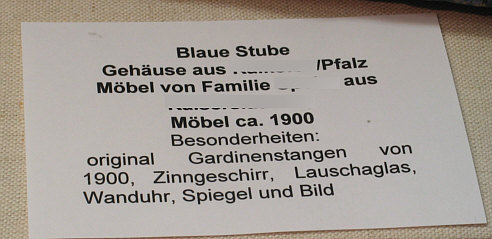 Blaue Stube
Gehäuse aus /Pfalz
Möbel von Familie aus
Möbel ca. 1900
Besonderheiten:
original Gardinenstangen von
1900, Zinngeschirr, Lauschaglas,
Wanduhr, Spiegel und Bild